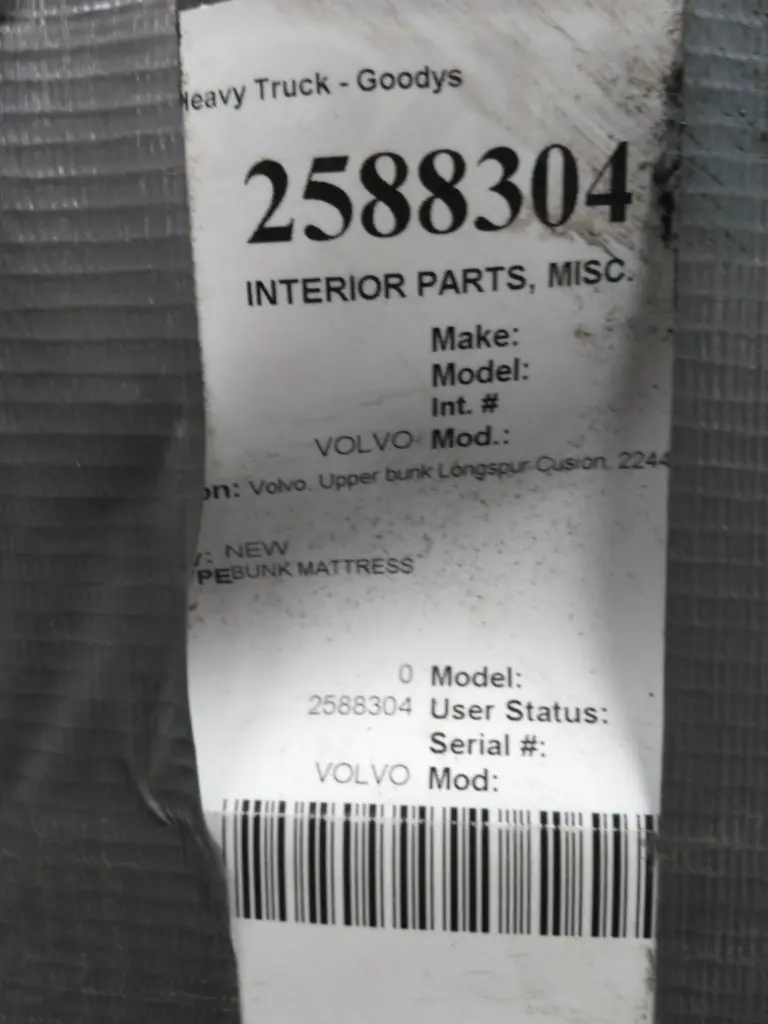 Heavy Truck - Goodys
2588304
INTERIOR PARTS, MISC.
Make:
Model:
Int. #
VOLVO Mod.:
on: Volvo, Upper bunk Longspur Cusion, 2244
y: NEW
PEBUNK MATTRESS
0 Model:
2588304 User Status:
Serial #:
VOLVO Mod: